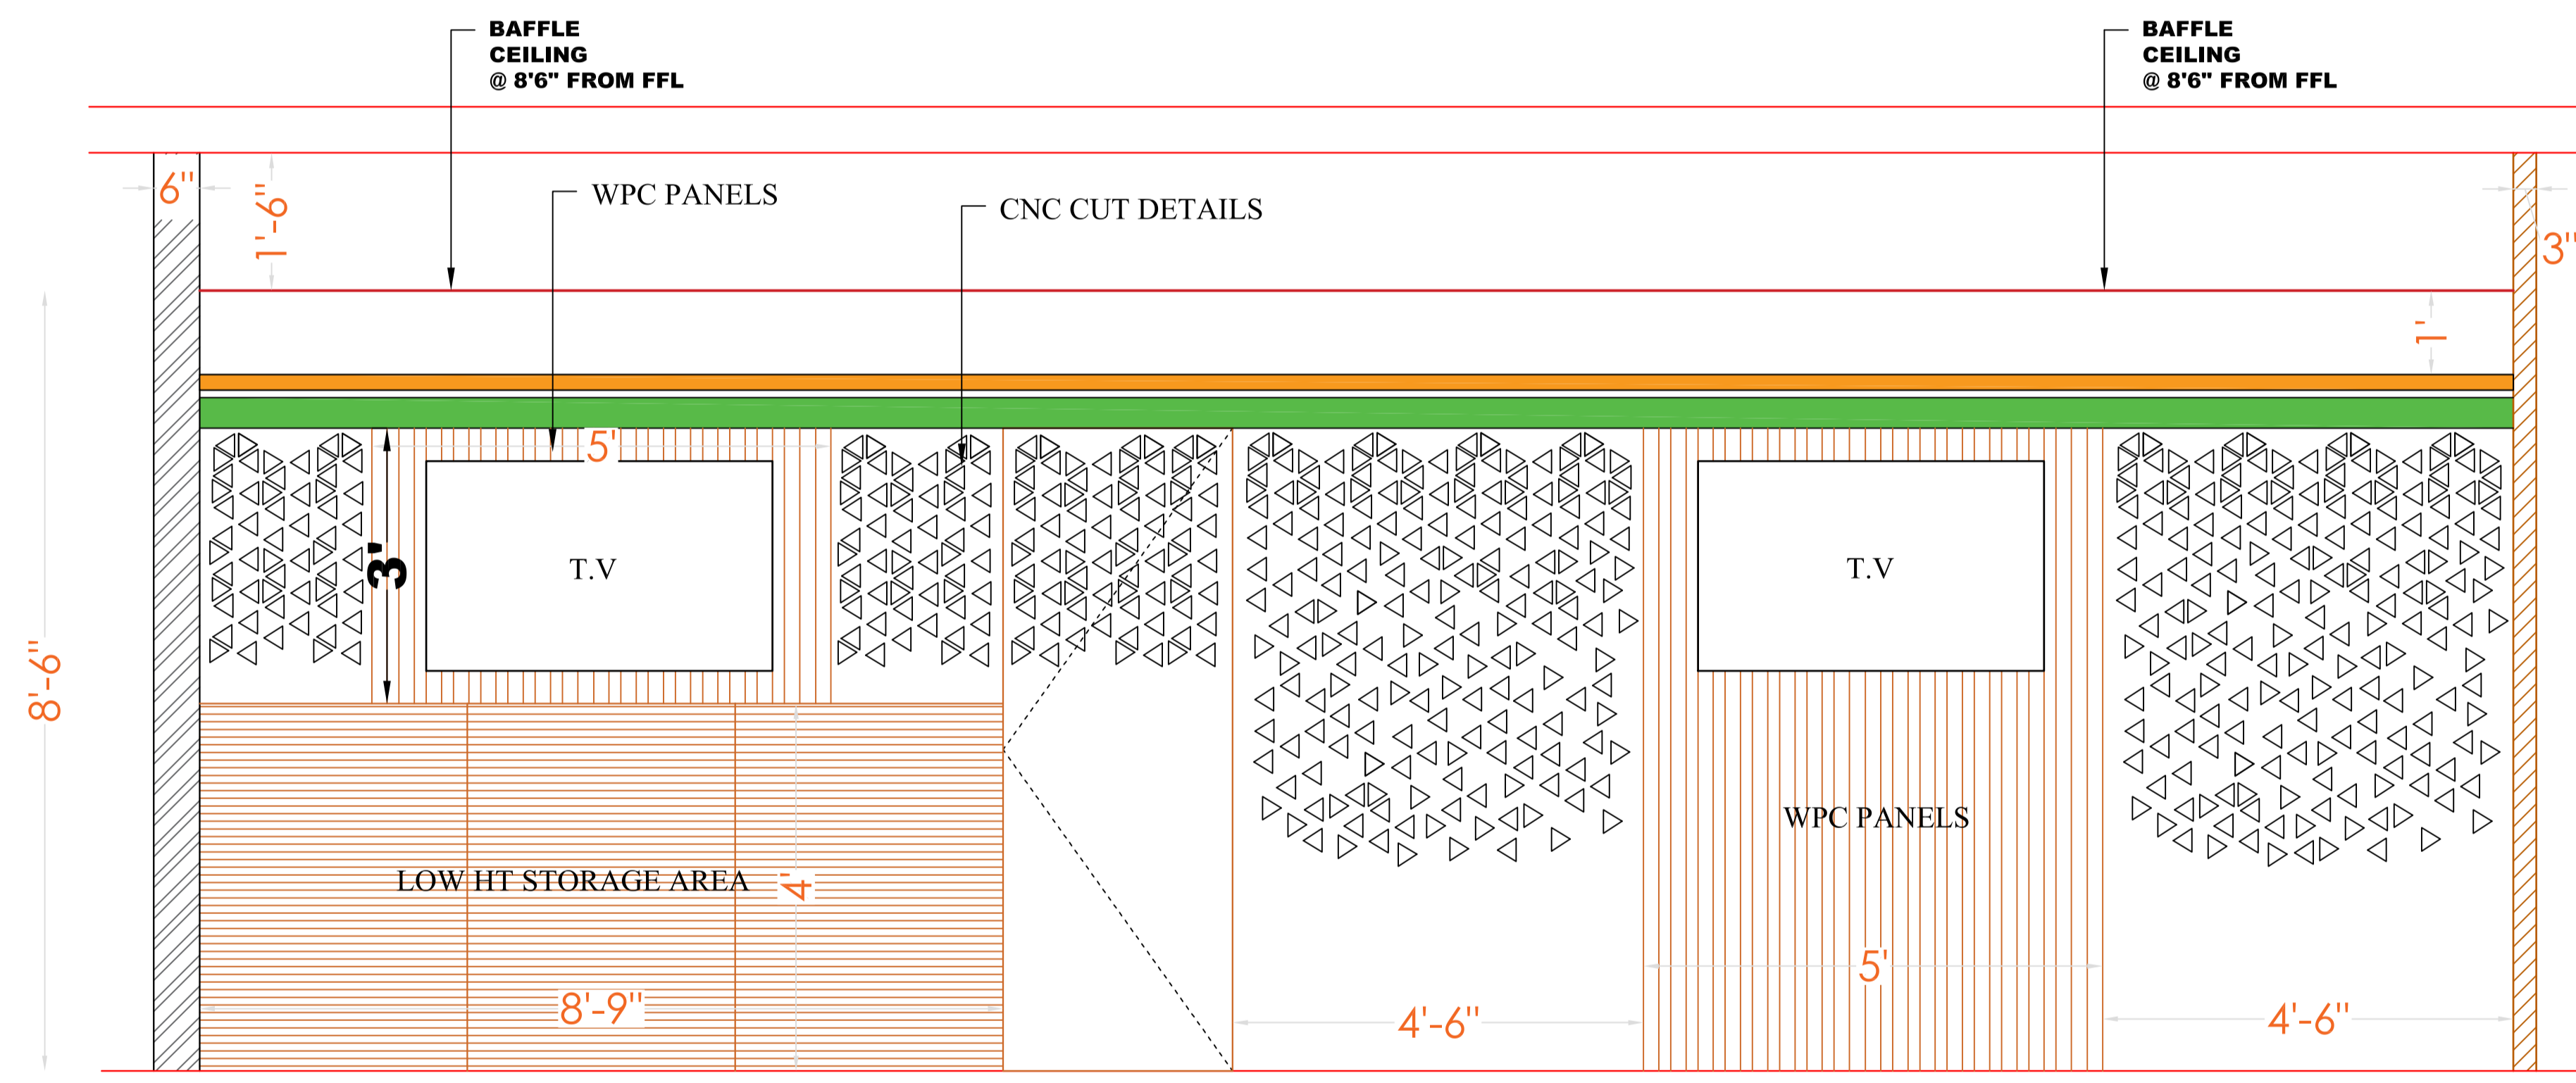 BAFFLE
CEILING
@ 8'6" FROM FFL
BAFFLE
CEILING
@ 8'6" FROM FFL
6"
1'-6"
WPC PANELS
CNC CUT DETAILS
3"
1'
5'
3'
T.V
T.V
8'-6"
WPC PANELS
LOW HT STORAGE AREA
4'
5'
8'-9"
4'-6"
4'-6"